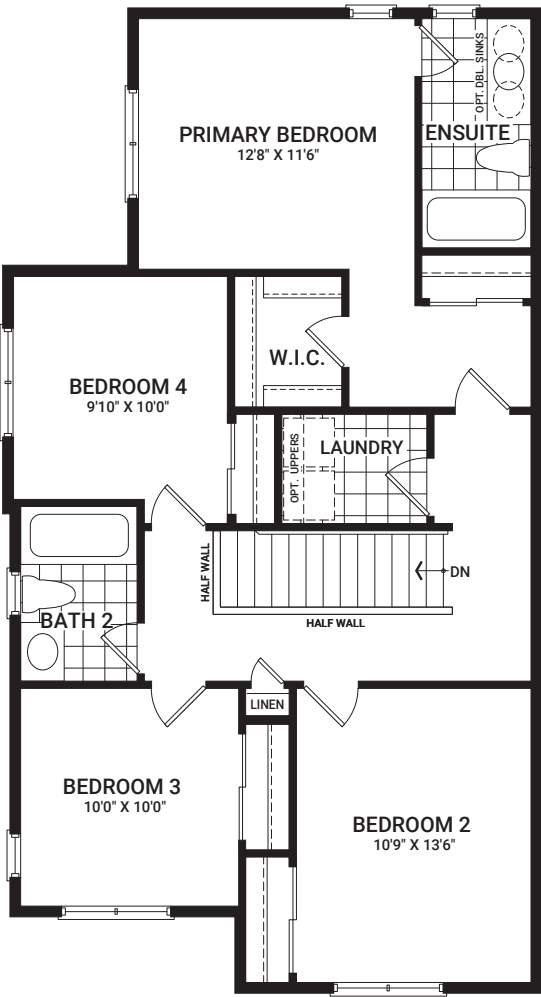 OPT. DBL. SINKS
PRIMARY BEDROOM
12'8" X 11'6"
ENSUITE
W.I.C.
BEDROOM 4
9'10" X 10'0"
LAUNDRY
OPT. UPPERS
HALF WALL
DN
HALF WALL
BATH 2
LINEN
BEDROOM 3
10'0" X 10'0"
BEDROOM 2
10'9" X 13'6"